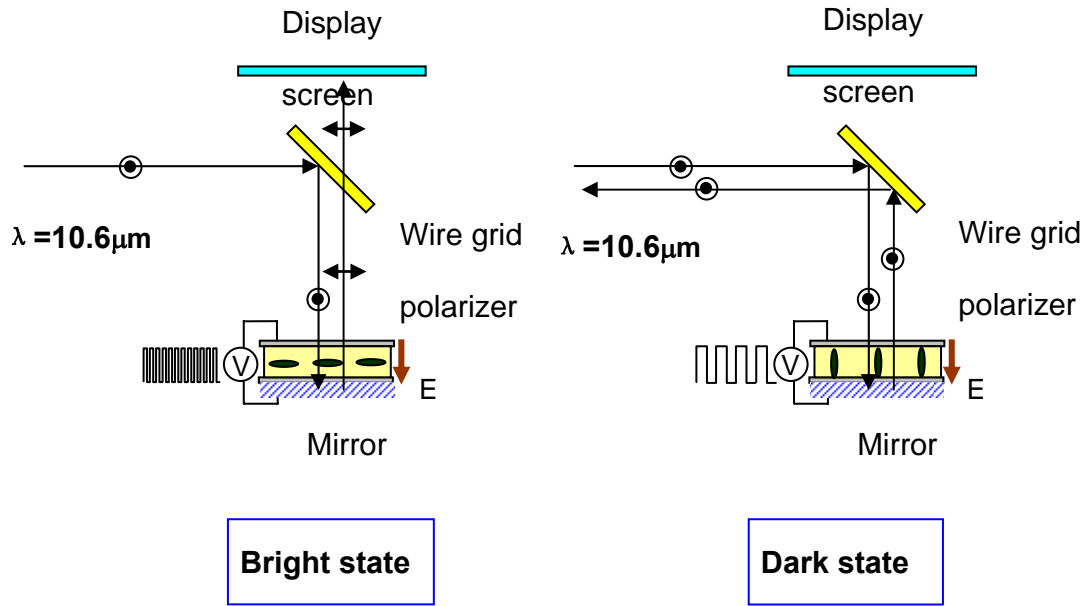 Display
screen
λ =10.6μm
Wire grid
polarizer
V
E
Mirror
Bright state
Display
screen
λ =10.6μm
Wire grid
polarizer
V
E
Mirror
Dark state